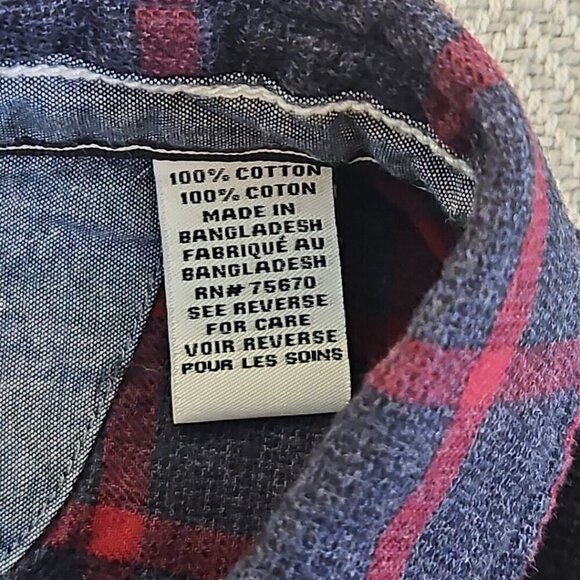 100% COTTON
100% COTON
MADE IN
BANGLADESH
FABRIQUÉ AU
BANGLADESH
RN# 75670
SEE REVERSE
FOR CARE
VOIR REVERSE
POUR LES SOINS